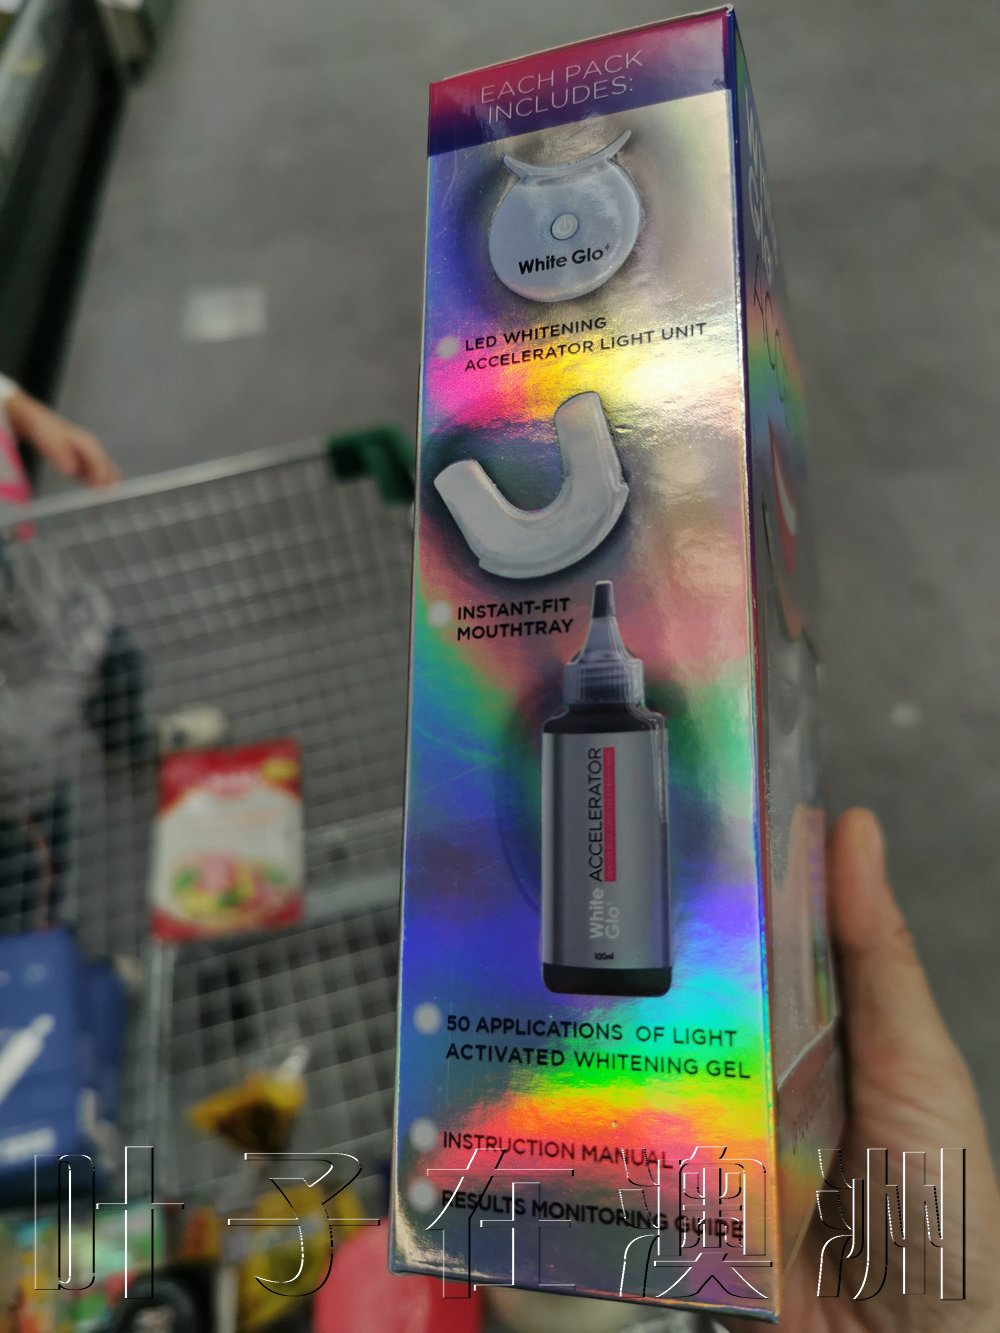 EACH PACK
INCLUDES:
White Glo®
LED WHITENING
ACCELERATOR LIGHT UNIT
INSTANT-FIT
MOUTHTRAY
White
Glo
ACCELERATOR
100ml
50 APPLICATIONS OF LIGHT
ACTIVATED WHITENING GEL
INSTRUCTION MANUAL
RESULTS MONITORING GUIDE
叶子在澳洲